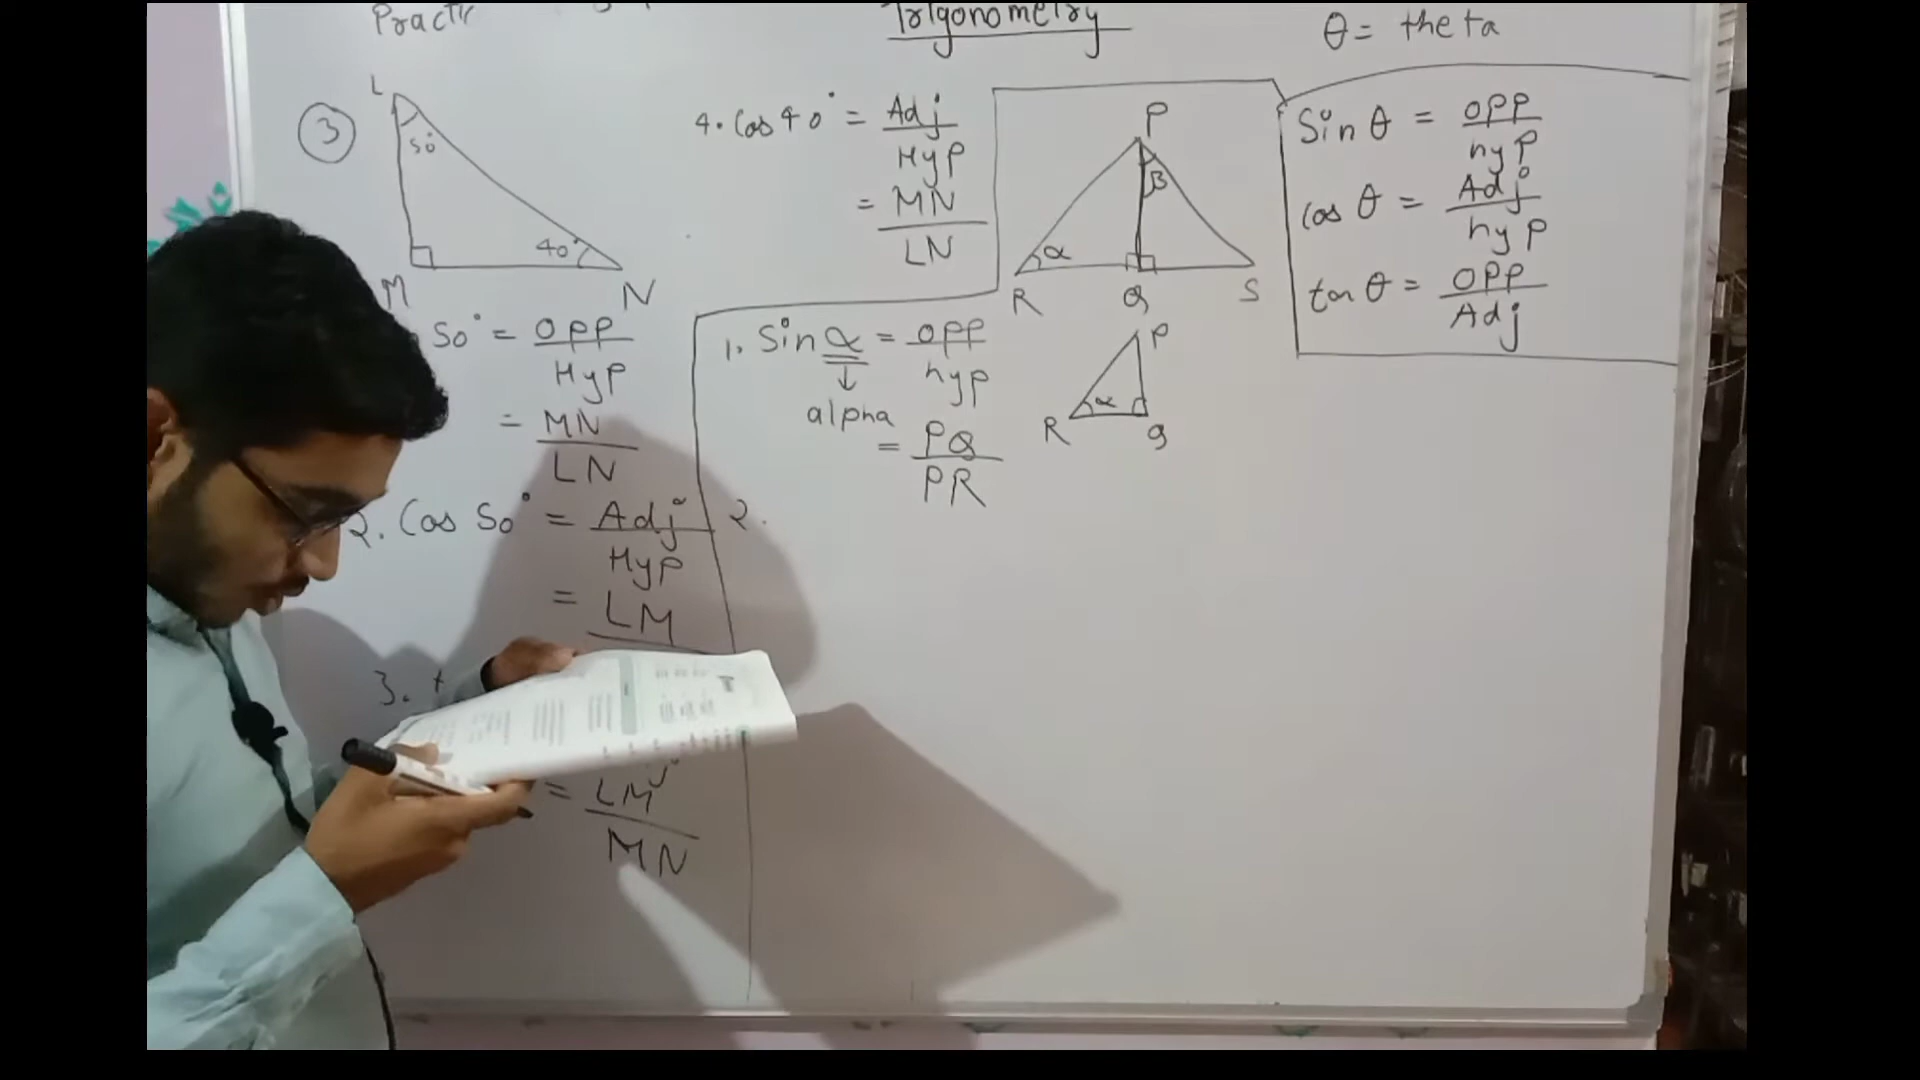 Practi
Trigonometry
θ = theta
3
L
50°
40°
M
N
50° = opp
Hyp
= MN
LN
2. Cos 50° = Adj
Hyp
= LM
3. t
= LM
MN
4. Cos 40° = Adj
Hyp
= MN
LN
P
β
α
R
Q
S
1. Sin α = opp
hyp
alpha
= PQ
PR
P
α
R
Q
2.
Sin θ = opp
hyp
Cos θ = Adj
hyp
tan θ = opp
Adj